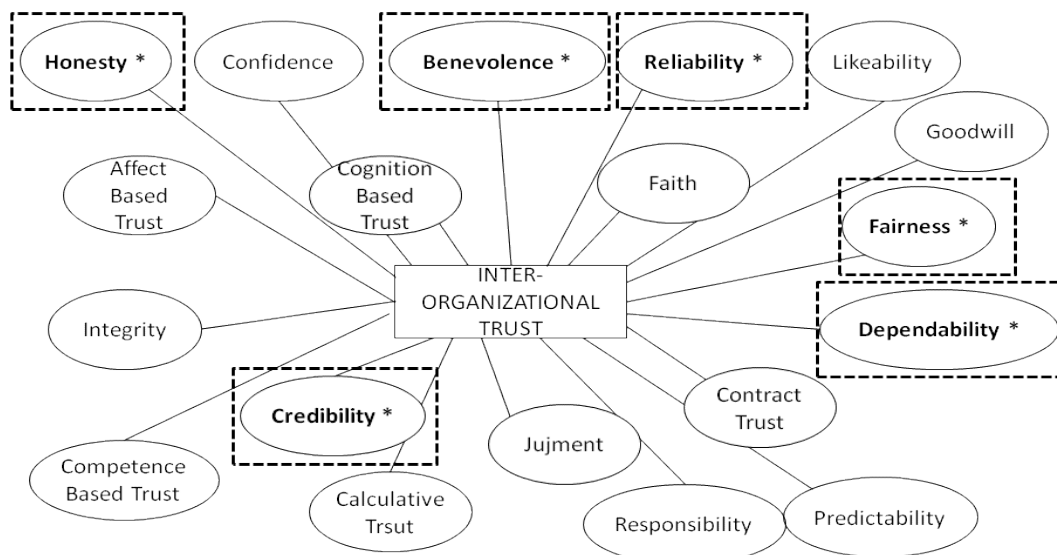 Honesty *
Confidence
Benevolence *
Reliability *
Likeability
Goodwill
Affect
Based
Trust
Cognition
Based
Trust
Faith
Fairness *
INTER-
ORGANIZATIONAL
TRUST
Integrity
Dependability *
Credibility *
Contract
Trust
Jujment
Competence
Based Trust
Calculative
Trsut
Responsibility
Predictability